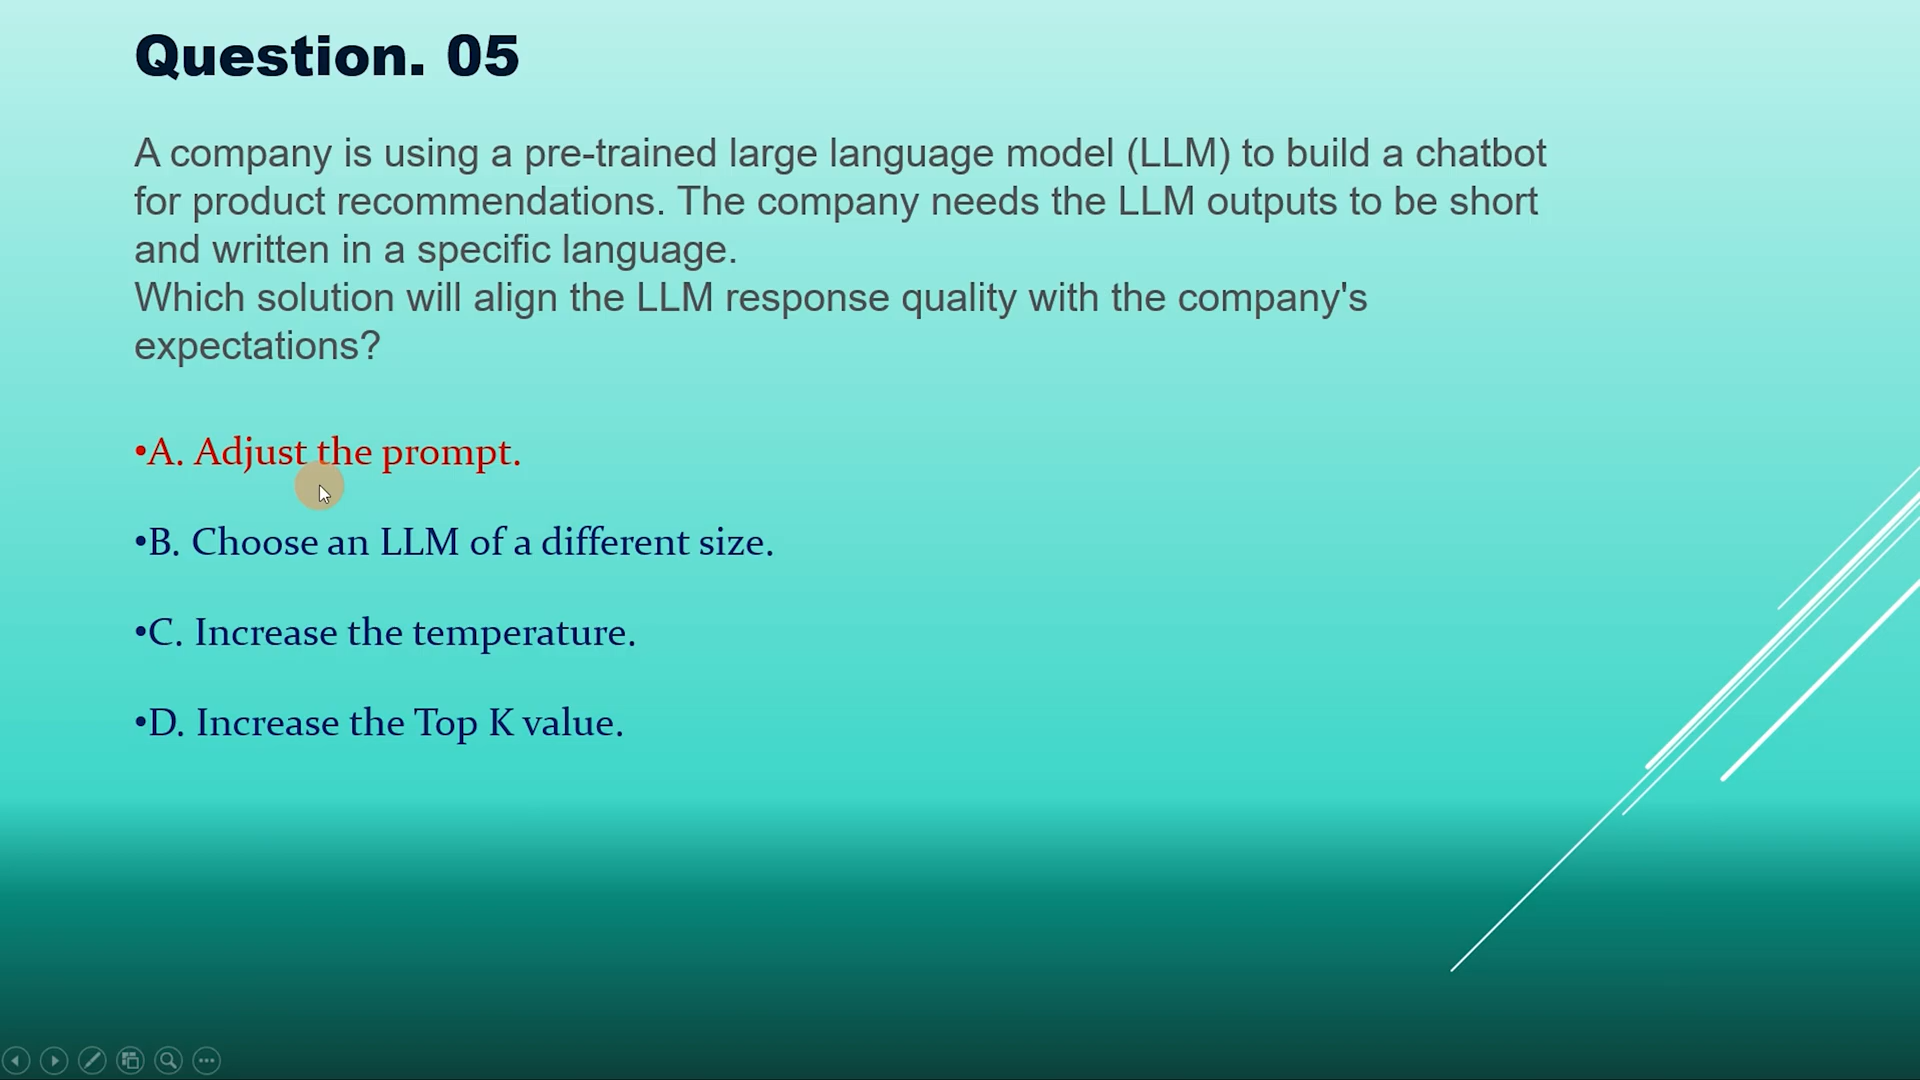 Question. 05
A company is using a pre-trained large language model (LLM) to build a chatbot
for product recommendations. The company needs the LLM outputs to be short
and written in a specific language.
Which solution will align the LLM response quality with the company's
expectations?
•A. Adjust the prompt.
•B. Choose an LLM of a different size.
•C. Increase the temperature.
•D. Increase the Top K value.